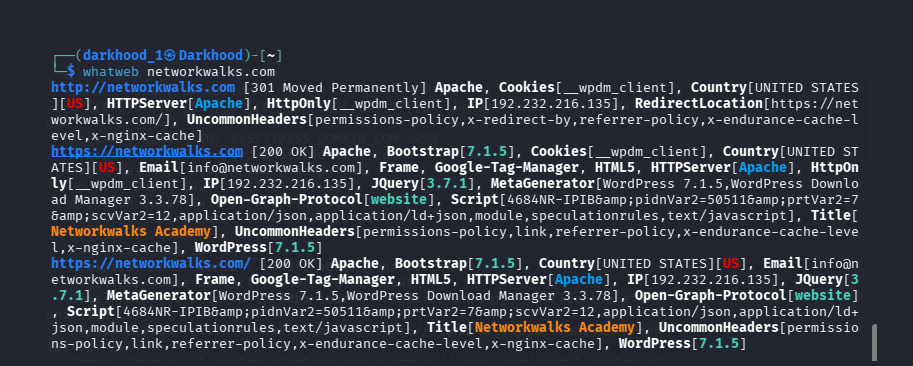 ┌──(darkhood_1㉿Darkhood)-[~]
└─$ whatweb networkwalks.com
http://networkwalks.com [301 Moved Permanently] Apache, Cookies[__wpdm_client], Country[UNITED STATES
][US], HTTPServer[Apache], HttpOnly[__wpdm_client], IP[192.232.216.135], RedirectLocation[https://net
workwalks.com/], UncommonHeaders[permissions-policy,x-redirect-by,referrer-policy,x-endurance-cache-l
evel,x-nginx-cache]
https://networkwalks.com [200 OK] Apache, Bootstrap[7.1.5], Cookies[__wpdm_client], Country[UNITED ST
ATES][US], Email[info@networkwalks.com], Frame, Google-Tag-Manager, HTML5, HTTPServer[Apache], HttpOn
ly[__wpdm_client], IP[192.232.216.135], JQuery[3.7.1], MetaGenerator[WordPress 7.1.5,WordPress Downlo
ad Manager 3.3.78], Open-Graph-Protocol[website], Script[4684NR-IPIB&amp;pidnVar2=50511&amp;prtVar2=7
&amp;scvVar2=12,application/json,application/ld+json,module,speculationrules,text/javascript], Title[
Networkwalks Academy], UncommonHeaders[permissions-policy,link,referrer-policy,x-endurance-cache-leve
l,x-nginx-cache], WordPress[7.1.5]
https://networkwalks.com/ [200 OK] Apache, Bootstrap[7.1.5], Country[UNITED STATES][US], Email[info@n
etworkwalks.com], Frame, Google-Tag-Manager, HTML5, HTTPServer[Apache], IP[192.232.216.135], JQuery[3
.7.1], MetaGenerator[WordPress 7.1.5,WordPress Download Manager 3.3.78], Open-Graph-Protocol[website]
, Script[4684NR-IPIB&amp;pidnVar2=50511&amp;prtVar2=7&amp;scvVar2=12,application/json,application/ld+
json,module,speculationrules,text/javascript], Title[Networkwalks Academy], UncommonHeaders[permissio
ns-policy,link,referrer-policy,x-endurance-cache-level,x-nginx-cache], WordPress[7.1.5]